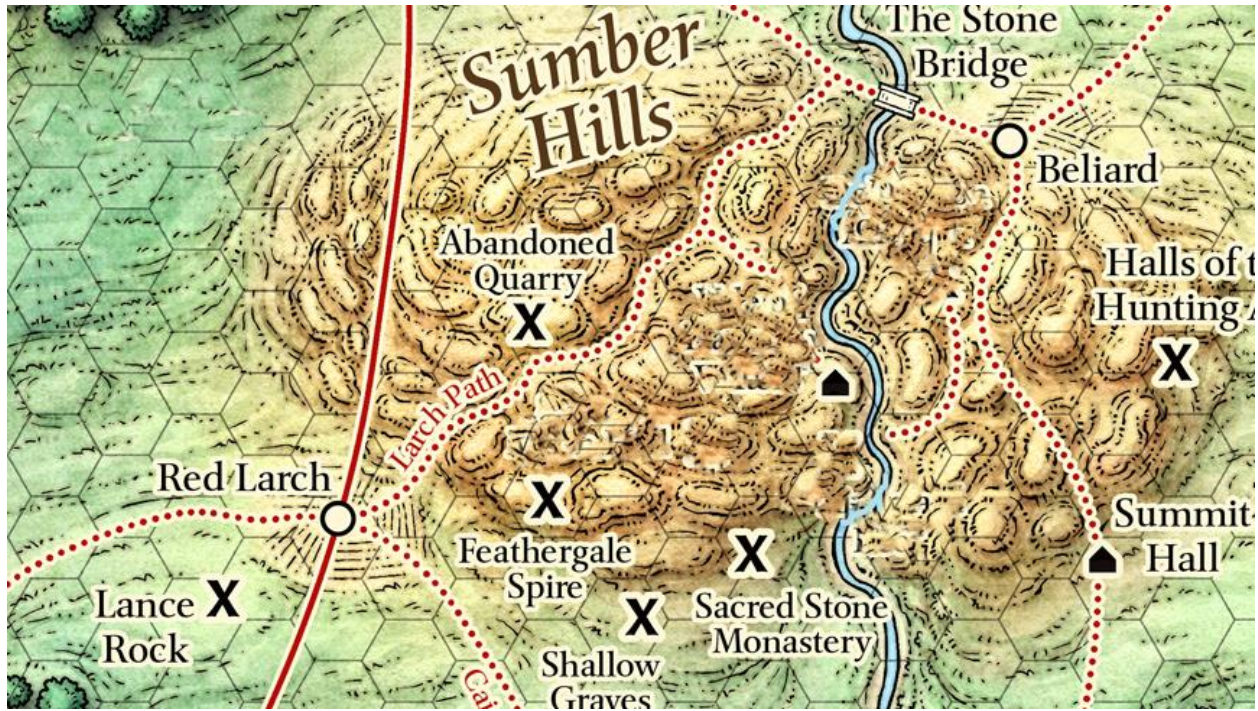 The Stone
Bridge
Sumber
Hills
Beliard
Abandoned
Quarry
Halls of t
Hunting A
Larch Path
Red Larch
Feathergale
Spire
Summit
Hall
Lance
Rock
Sacred Stone
Monastery
Shallow
Graves
Cai